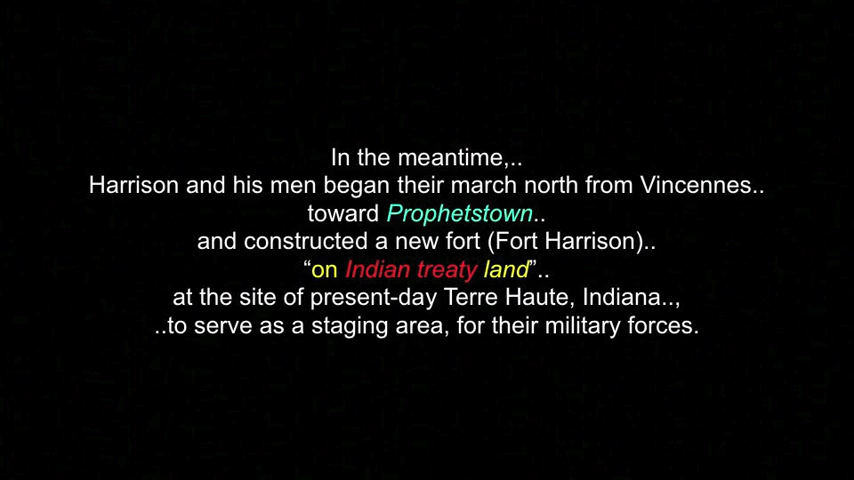 In the meantime,..
Harrison and his men began their march north from Vincennes..
toward Prophetstown..
and constructed a new fort (Fort Harrison)..
“on Indian treaty land”..
at the site of present-day Terre Haute, Indiana..,
..to serve as a staging area, for their military forces.